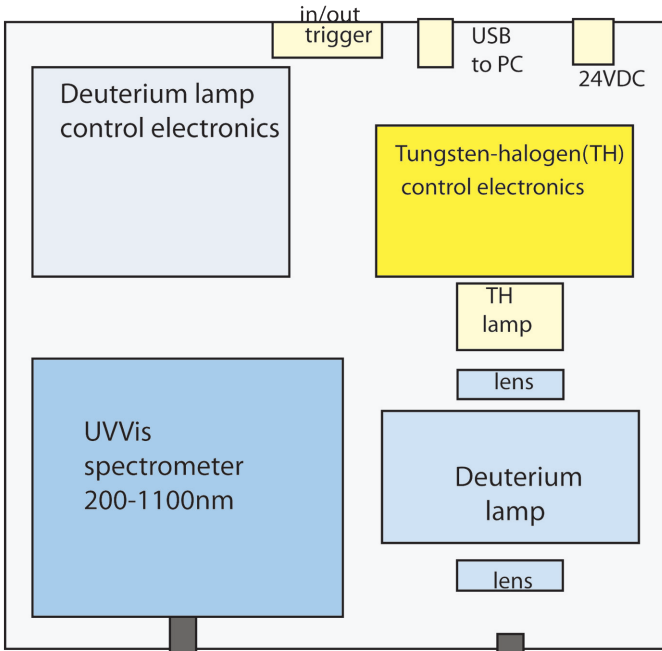 in/out
trigger
USB
to PC
24VDC
Deuterium lamp
control electronics
Tungsten-halogen(TH)
control electronics
TH
lamp
lens
UVVis
spectrometer
200-1100nm
Deuterium
lamp
lens